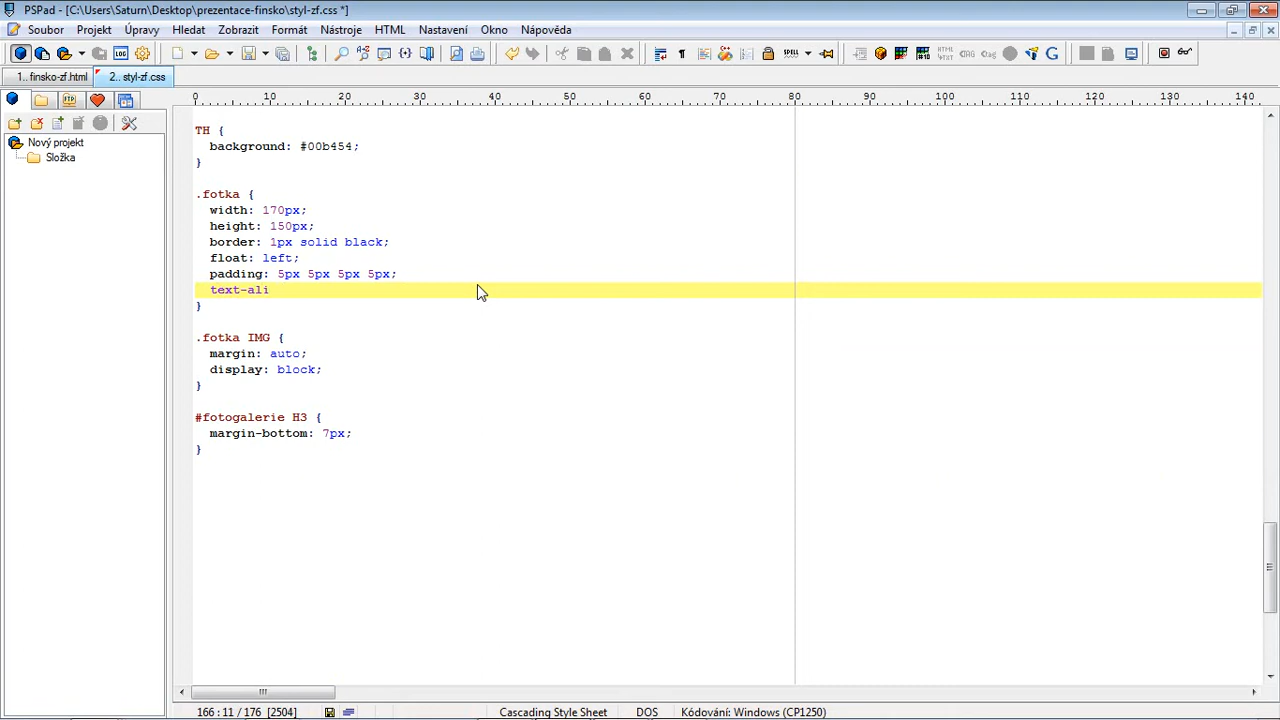 PSPad - [C:\Users\Saturn\Desktop\prezentace-finsko\styl-zf.css *]
Soubor Projekt Úpravy Hledat Zobrazit Formát Nástroje HTML Nastavení Okno Nápověda
1.. finsko-zf.html 2.. styl-zf.css
0 10 20 30 40 50 60 70 80 90 100 110 120 130 140
Nový projekt
Složka
TH {
background: #00b454;
}
.fotka {
width: 170px;
height: 150px;
border: 1px solid black;
float: left;
padding: 5px 5px 5px 5px;
text-ali
}
.fotka IMG {
margin: auto;
display: block;
}
#fotogalerie H3 {
margin-bottom: 7px;
}
166 : 11 / 176 [2504] Cascading Style Sheet DOS Kódování: Windows (CP1250)